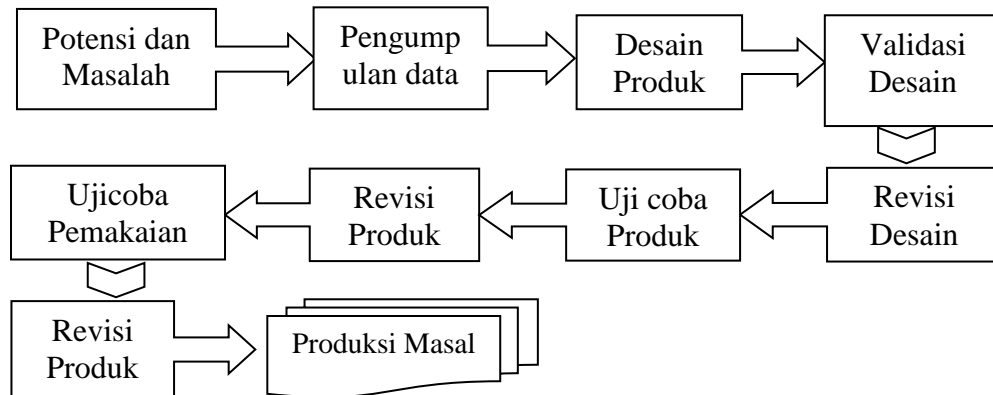 Potensi dan
Masalah
Pengump
ulan data
Desain
Produk
Validasi
Desain
Revisi
Desain
Uji coba
Produk
Revisi
Produk
Ujicoba
Pemakaian
Revisi
Produk
Produksi Masal